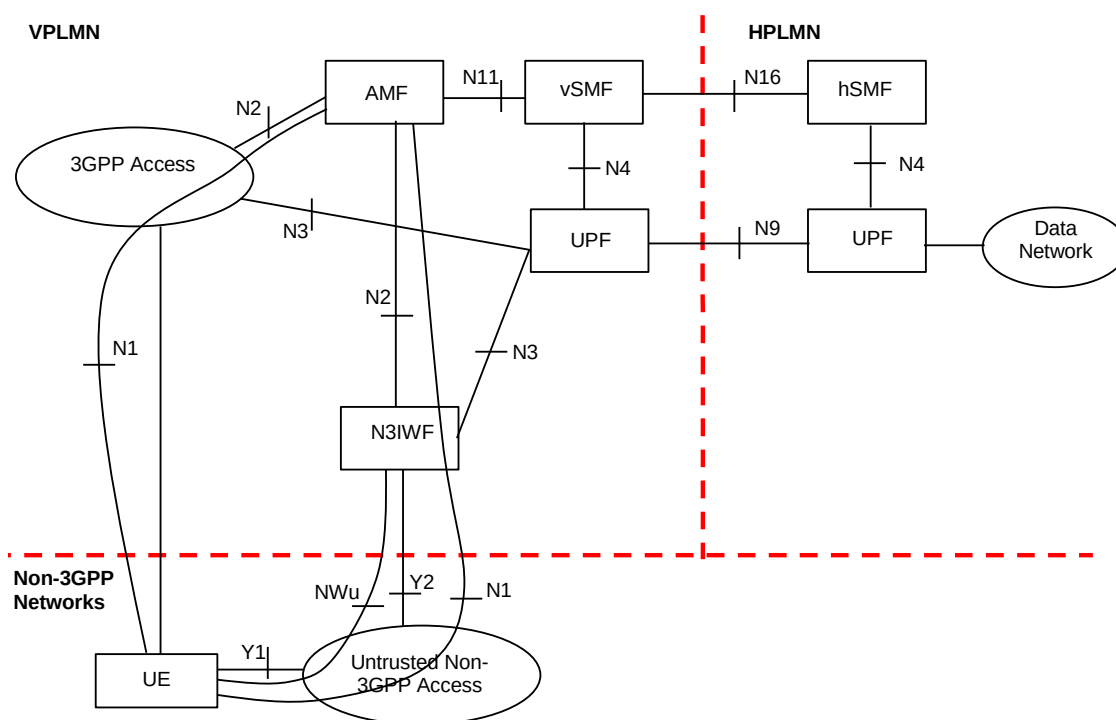 VPLMN
HPLMN
N2
AMF
N11
vSMF
N16
hSMF
3GPP Access
N4
N4
N3
UPF
N9
UPF
Data
Network
N2
N1
N3
N3IWF
Non-3GPP
Networks
NWu
Y2
N1
Y1
UE
Untrusted Non-
3GPP Access